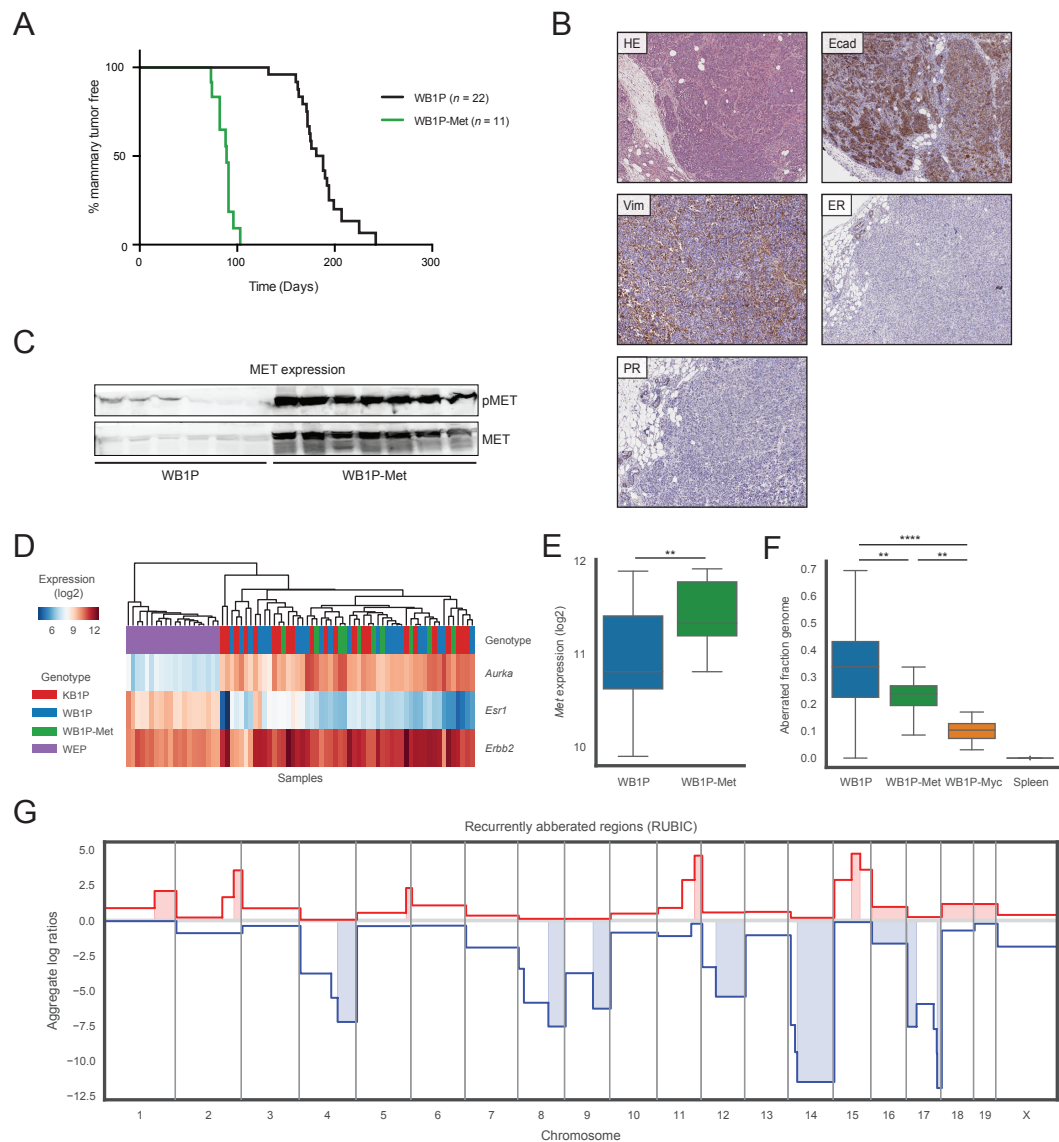 A
% mammary tumor free
100
50
0
0
100
200
300
Time (Days)
WB1P (n = 22)
WB1P-Met (n = 11)
B
HE
Ecad
Vim
ER
PR
C
MET expression
pMET
MET
WB1P
WB1P-Met
D
Expression
(log2)
6 9 12
Genotype
KB1P
WB1P
WB1P-Met
WEP
Genotype
Aurka
Esr1
Erbb2
Samples
E
Met expression (log2)
12
11
10
**
WB1P
WB1P-Met
F
Aberrated fraction genome
0.7
0.6
0.5
0.4
0.3
0.2
0.1
0.0
****
** **
WB1P WB1P-Met WB1P-Myc Spleen
G
Recurrently abberated regions (RUBIC)
Aggregate log ratios
5.0
2.5
0.0
−2.5
−5.0
−7.5
−10.0
−12.5
1 2 3 4 5 6 7 8 9 10 11 12 13 14 15 16 17 18 19 X
Chromosome